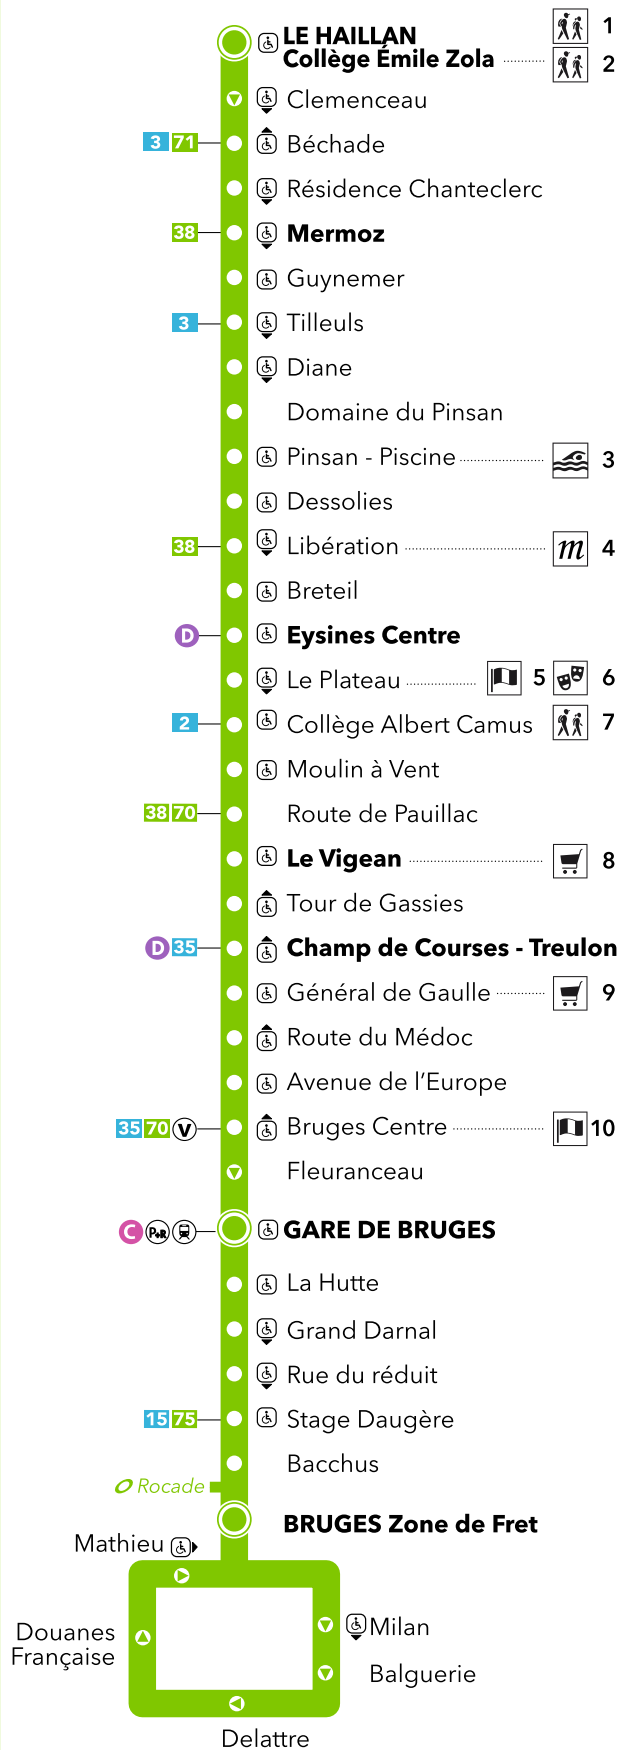 LE HAILLAN 1
Collège Émile Zola 2
Clemenceau
3 71 Béchade
Résidence Chanteclerc
38 Mermoz
Guynemer
3 Tilleuls
Diane
Domaine du Pinsan
Pinsan - Piscine 3
Dessolies
38 Libération m 4
Breteil
D Eysines Centre
Le Plateau 5 6
2 Collège Albert Camus 7
Moulin à Vent
38 70 Route de Pauillac
Le Vigean 8
Tour de Gassies
D 35 Champ de Courses - Treulon
Général de Gaulle 9
Route du Médoc
Avenue de l’Europe
35 70 V Bruges Centre 10
Fleuranceau
C P+R GARE DE BRUGES
La Hutte
Grand Darnal
Rue du réduit
15 75 Stage Daugère
Bacchus
Rocade
BRUGES Zone de Fret
Mathieu
Douanes
Française
Milan
Balguerie
Delattre